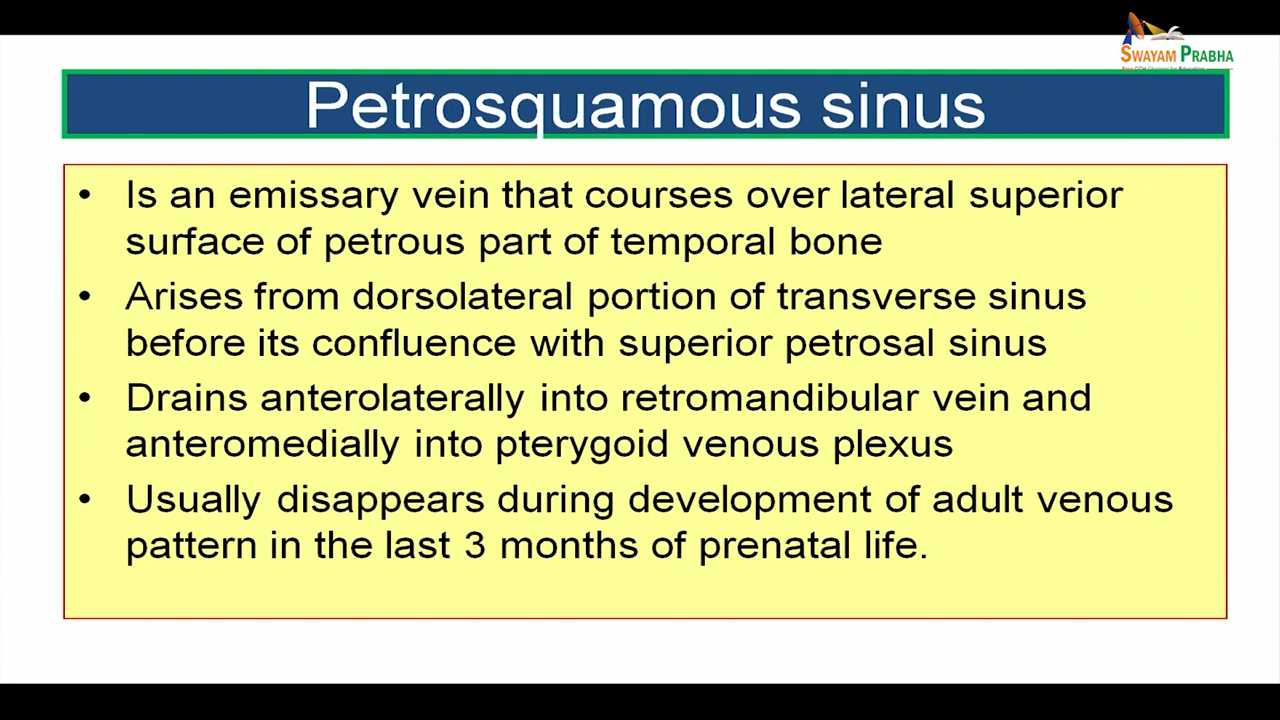 SWAYAM PRABHA
Petrosquamous sinus
• Is an emissary vein that courses over lateral superior
surface of petrous part of temporal bone
• Arises from dorsolateral portion of transverse sinus
before its confluence with superior petrosal sinus
• Drains anterolaterally into retromandibular vein and
anteromedially into pterygoid venous plexus
• Usually disappears during development of adult venous
pattern in the last 3 months of prenatal life.